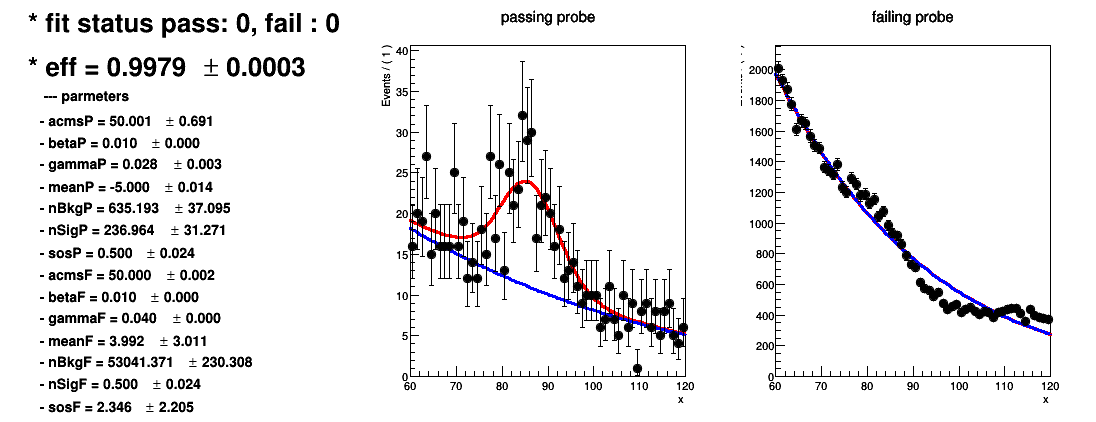 * fit status pass: 0, fail : 0
* eff = 0.9979 ± 0.0003
--- parmeters
- acmsP = 50.001 ± 0.691
- betaP = 0.010 ± 0.000
- gammaP = 0.028 ± 0.003
- meanP = -5.000 ± 0.014
- nBkgP = 635.193 ± 37.095
- nSigP = 236.964 ± 31.271
- sosP = 0.500 ± 0.024
- acmsF = 50.000 ± 0.002
- betaF = 0.010 ± 0.000
- gammaF = 0.040 ± 0.000
- meanF = 3.992 ± 3.011
- nBkgF = 53041.371 ± 230.308
- nSigF = 0.500 ± 0.024
- sosF = 2.346 ± 2.205
passing probe
Events / ( 1 )
40
35
30
25
20
15
10
5
0
60 70 80 90 100 110 120
x
failing probe
2000
1800
1600
1400
1200
1000
800
600
400
200
0
60 70 80 90 100 110 120
x